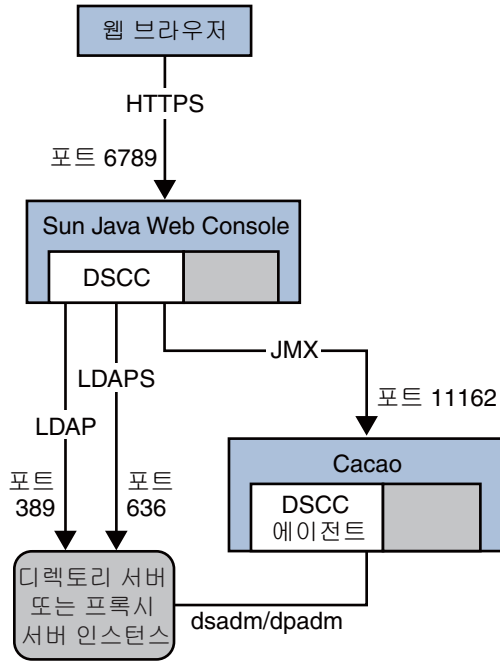 웹 브라우저
HTTPS
포트 6789
Sun Java Web Console
DSCC
JMX
LDAPS
포트 11162
LDAP
Cacao
포트
389
포트
636
DSCC
에이전트
디렉토리 서버
또는 프록시
서버 인스턴스
dsadm/dpadm